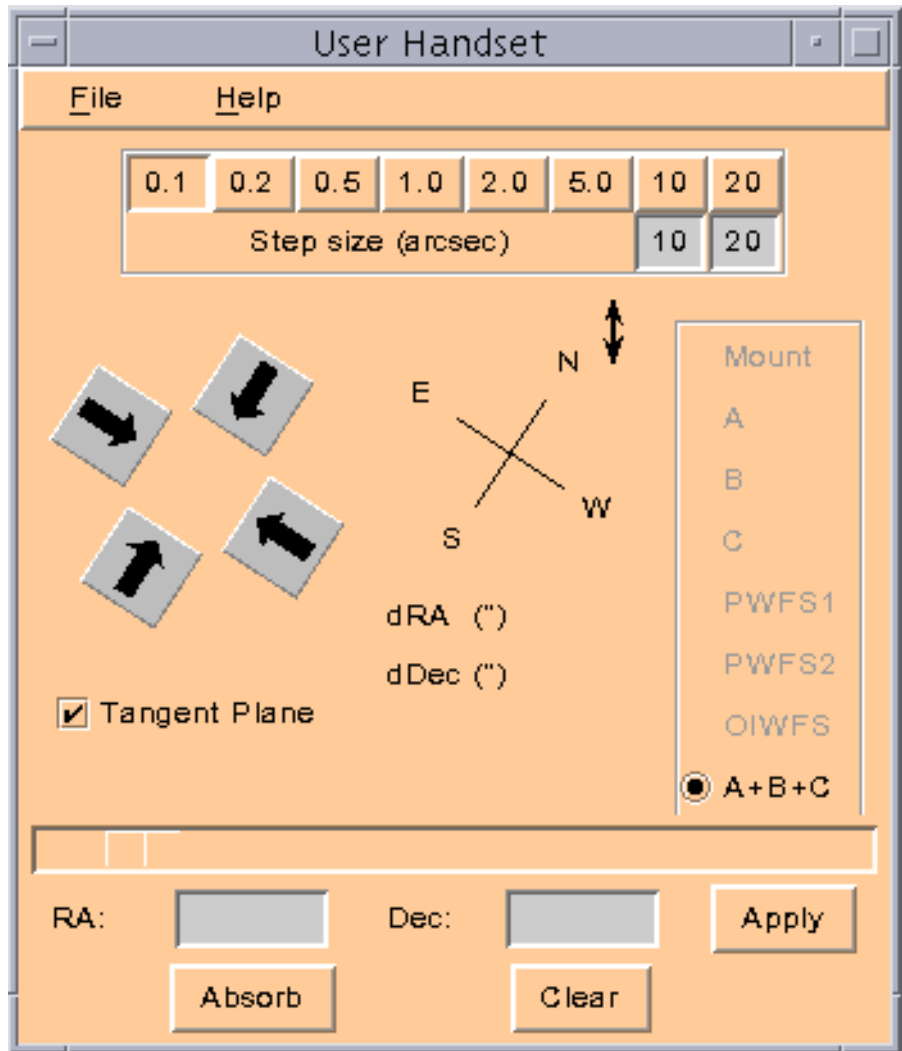 User Handset
File Help
0.1 0.2 0.5 1.0 2.0 5.0 10 20
Step size (arcsec) 10 20
N
E
W
S
Mount
A
B
C
PWFS1
PWFS2
OIWFS
A+B+C
dRA (")
dDec (")
Tangent Plane
RA: Dec: Apply
Absorb Clear